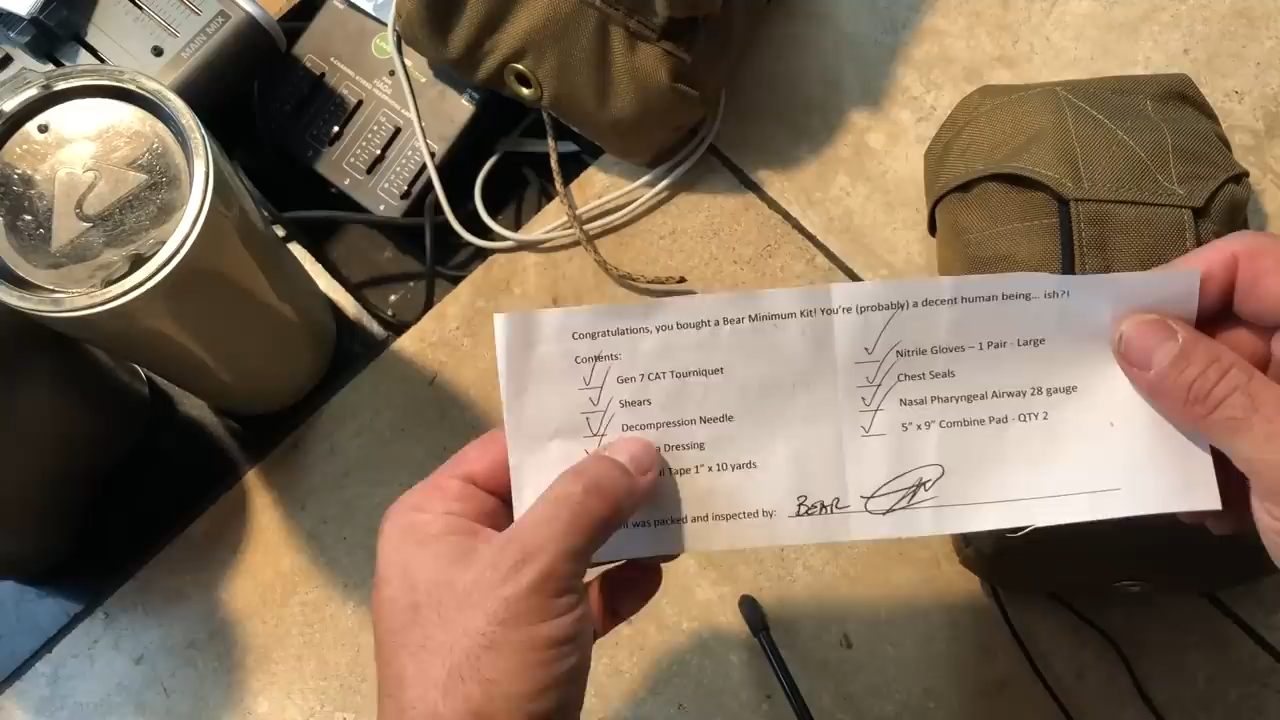 MAIN MIX
Congratulations, you bought a Bear Minimum Kit! You're (probably) a decent human being... ish?!
Contents:
Gen 7 CAT Tourniquet
Shears
Decompression Needle
Dressing
Tape 1" x 10 yards
Nitrile Gloves – 1 Pair - Large
Chest Seals
Nasal Pharyngeal Airway 28 gauge
5" x 9" Combine Pad - QTY 2
was packed and inspected by: BEAR